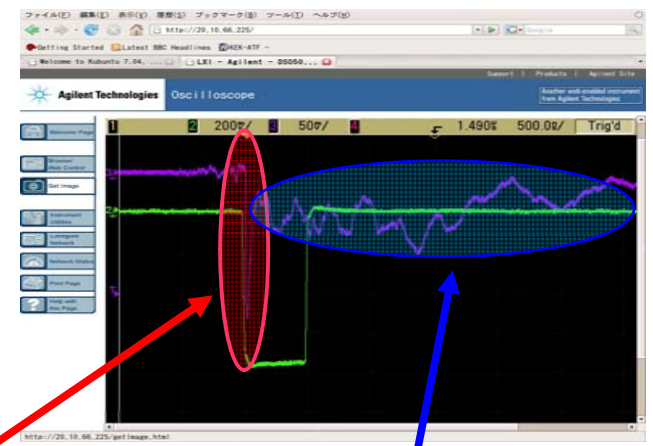 ファイル(F) 編集(E) 表示(V) 履歴(S) ブックマーク(B) ツール(T) ヘルプ(H)
http://20.10.66.225/
Google
Getting Started Latest BBC Headlines KEK-ATF -
Welcome to Kubuntu 7.04, ... LXI - Agilent - DSO50...
Support | Products | Agilent Site
Agilent Technologies Oscilloscope
Another web-enabled instrument
from Agilent Technologies
Welcome Page
Browser
Web Control
Get Image
Instrument
Utilities
Configure
Network
Network Status
Print Page
Help with
this Page
1 2 200▽/ 3 50▽/ 4 1.490s 500.0s/ Trig'd
http://20.10.66.225/getimage.html